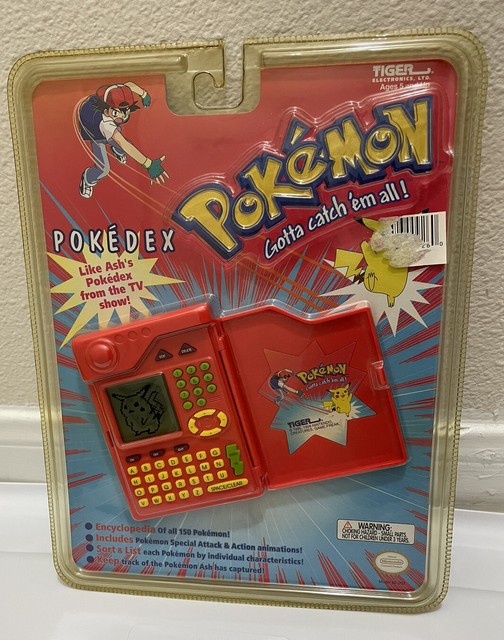 TIGER
ELECTRONICS, LTD.
Ages 5 and Up
POKéMON
Gotta catch 'em all!
POKÉDEX
Like Ash's
Pokédex
from the TV
show!
POKéMON
Gotta catch 'em all!
TIGER
A B C D E F G
H I J K L M N
O P Q R S T U
V W X Y Z
SPACE/CLEAR
Encyclopedia of all 150 Pokémon!
Includes Pokémon Special Attack & Action animations!
Sort & List each Pokémon by individual characteristics!
Keep track of the Pokémon Ash has captured!
WARNING:
CHOKING HAZARD - SMALL PARTS
NOT FOR CHILDREN UNDER 3 YEARS.
Nintendo